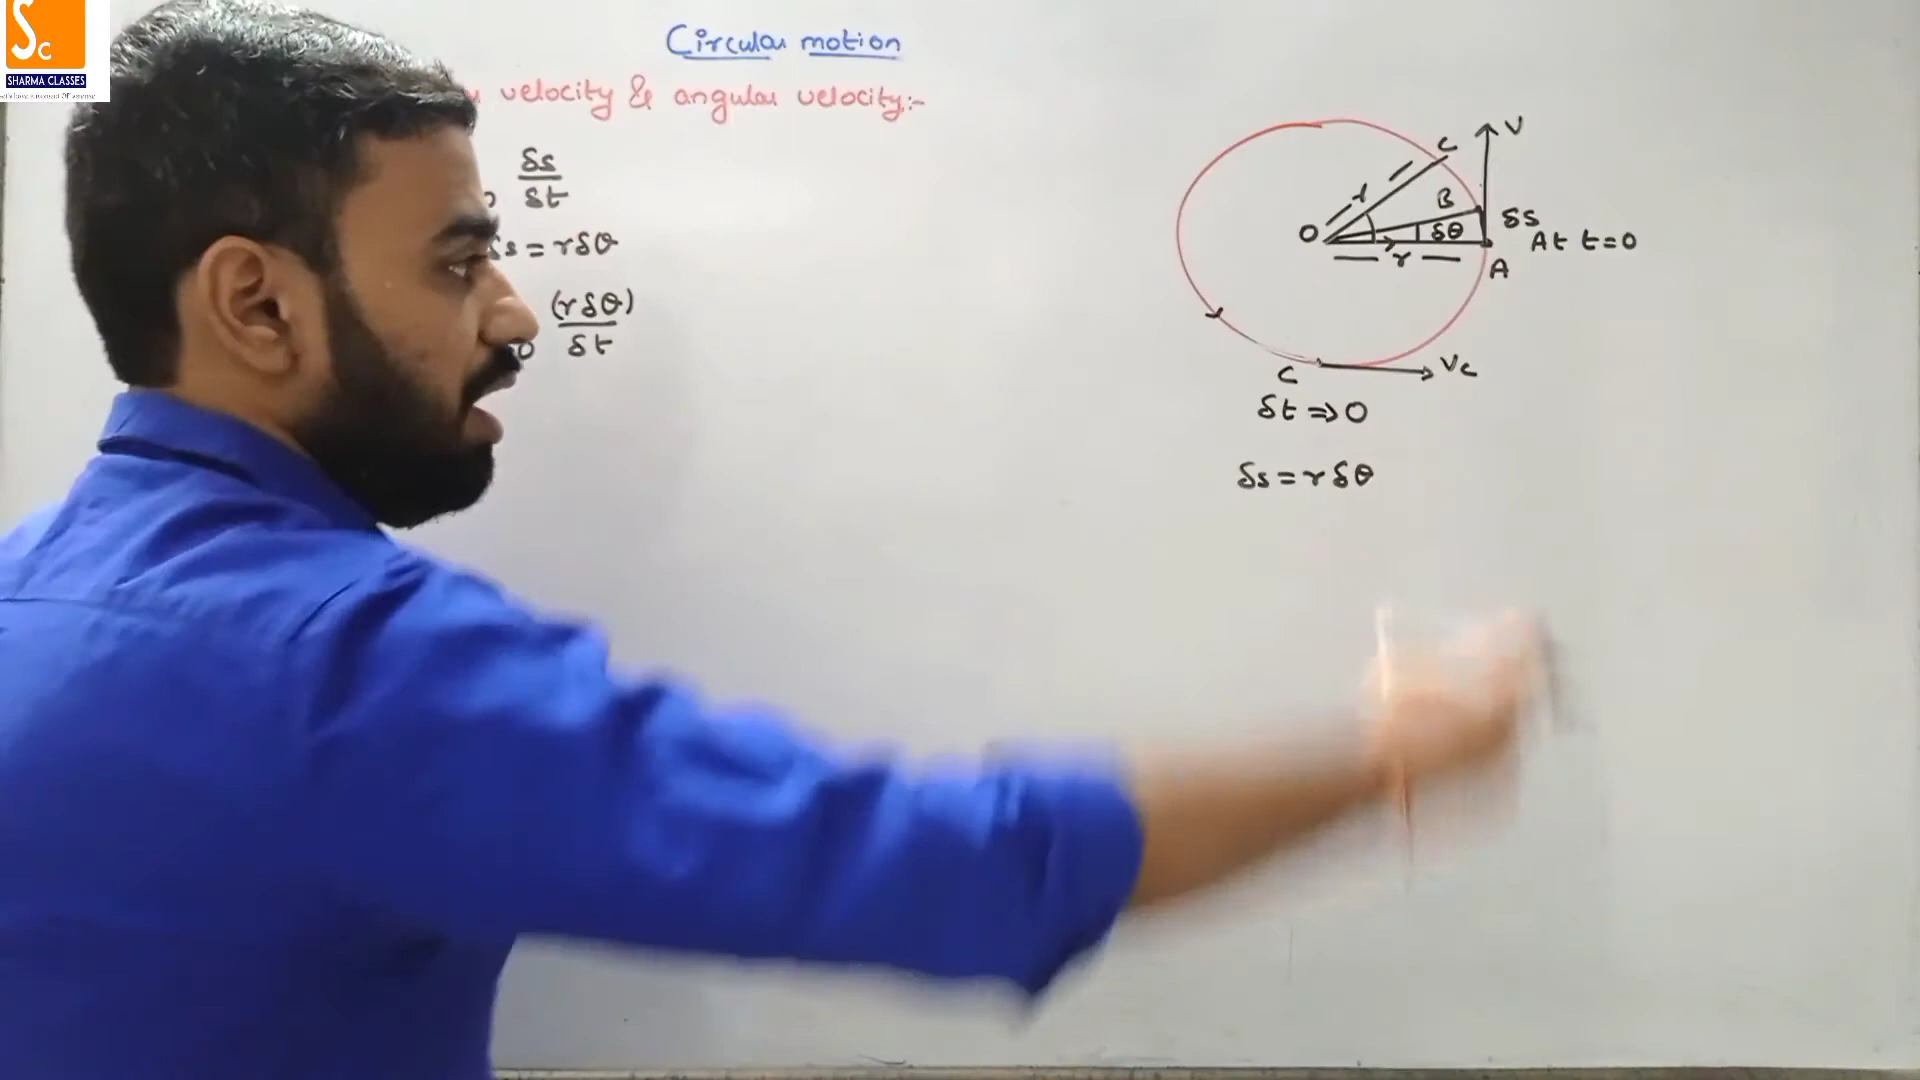 Sc
SHARMA CLASSES
Circular motion
velocity & angular velocity:-
δs
δt
s = rδθ
(rδθ)
δt
V
C
r
B
δs
O
δθ
At t=0
r
A
C
Vc
δt ⇒ 0
δs = rδθ